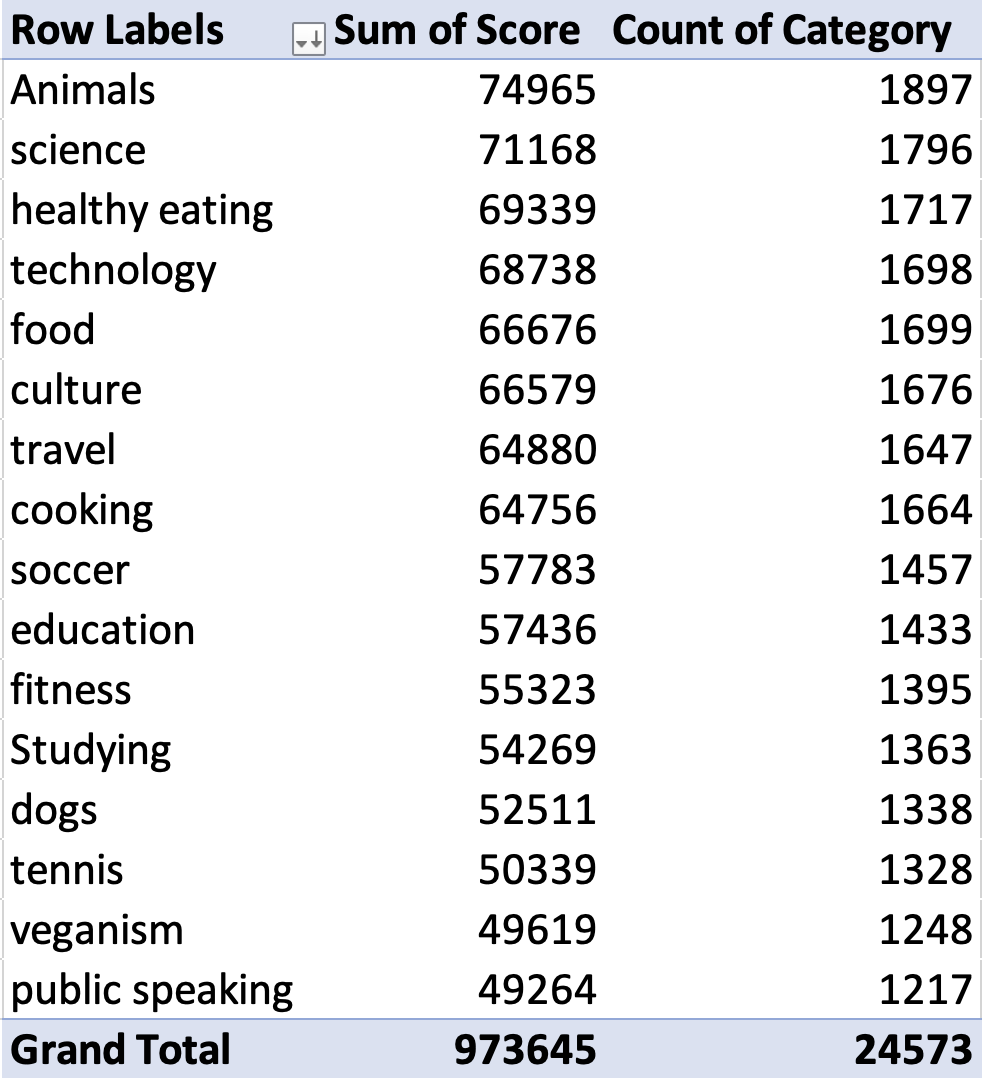 Row Labels Sum of Score Count of Category
Animals 74965 1897
science 71168 1796
healthy eating 69339 1717
technology 68738 1698
food 66676 1699
culture 66579 1676
travel 64880 1647
cooking 64756 1664
soccer 57783 1457
education 57436 1433
fitness 55323 1395
Studying 54269 1363
dogs 52511 1338
tennis 50339 1328
veganism 49619 1248
public speaking 49264 1217
Grand Total 973645 24573